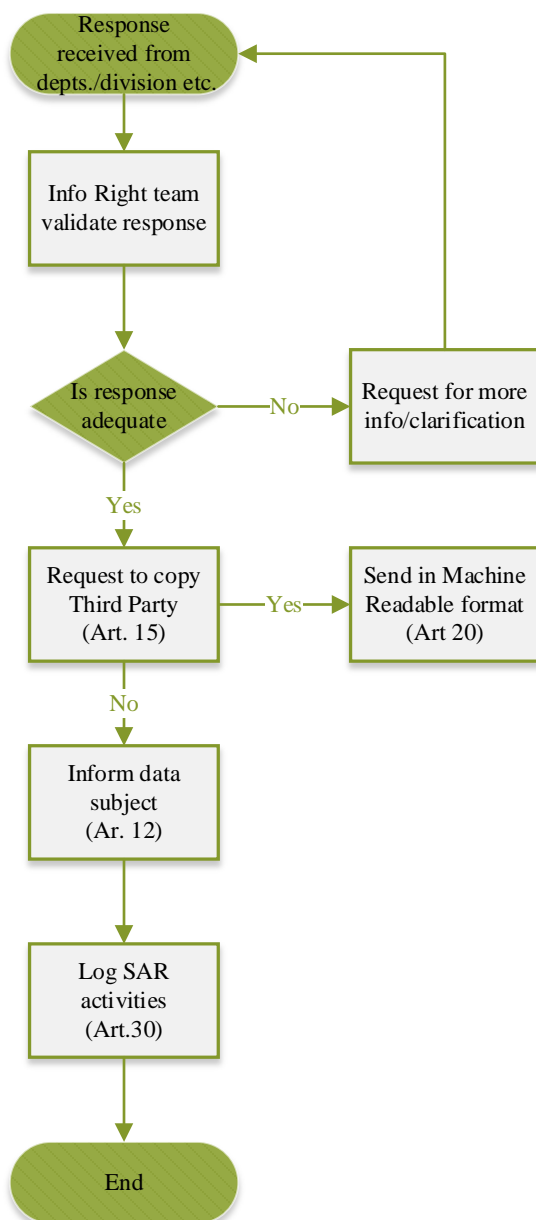 Response
received from
depts./division etc.
Info Right team
validate response
Is response
adequate
No
Request for more
info/clarification
Yes
Request to copy
Third Party
(Art. 15)
Yes
Send in Machine
Readable format
(Art 20)
No
Inform data
subject
(Ar. 12)
Log SAR
activities
(Art.30)
End